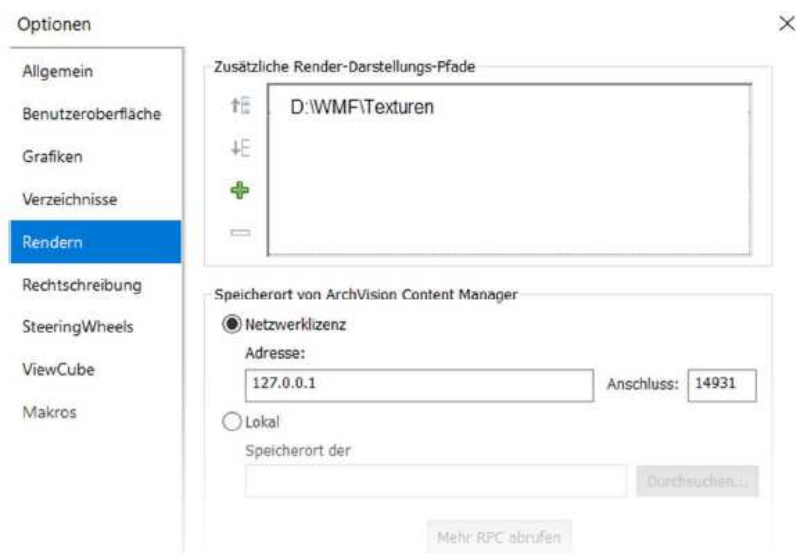 Optionen
Allgemein
Benutzeroberfläche
Grafiken
Verzeichnisse
Rendern
Rechtschreibung
SteeringWheels
ViewCube
Makros
Zusätzliche Render-Darstellungs-Pfade
D:\WMF\Texturen
Speicherort von ArchVision Content Manager
Netzwerklizenz
Adresse:
127.0.0.1
Anschluss: 14931
Lokal
Speicherort der
Durchsuchen...
Mehr RPC abrufen